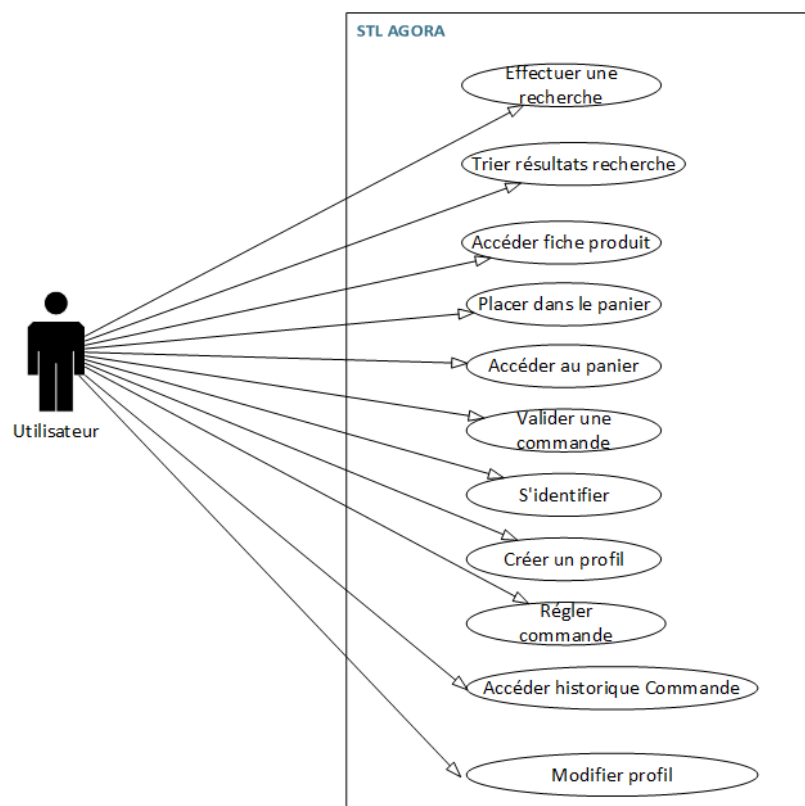 STL AGORA
Effectuer une
recherche
Trier résultats recherche
Accéder fiche produit
Placer dans le panier
Accéder au panier
Utilisateur
Valider une
commande
S'identifier
Créer un profil
Régler
commande
Accéder historique Commande
Modifier profil